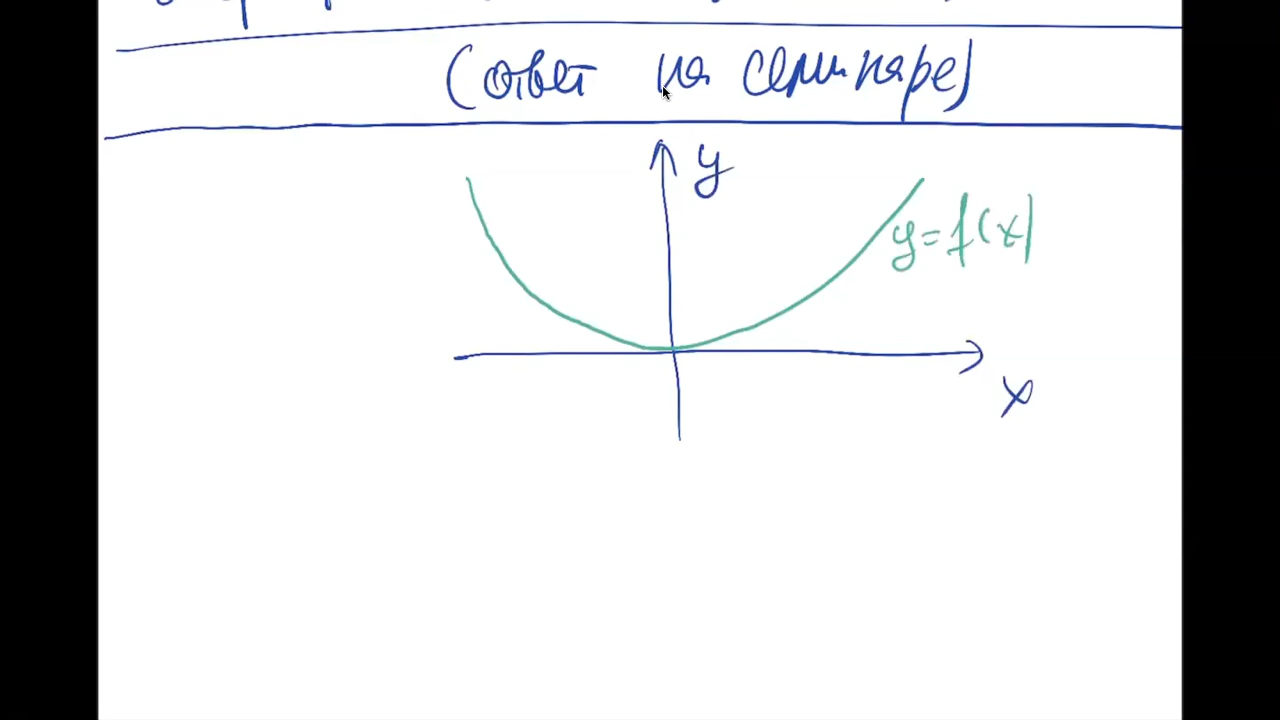 (ответ на семинаре)
y
y=f(x)
x